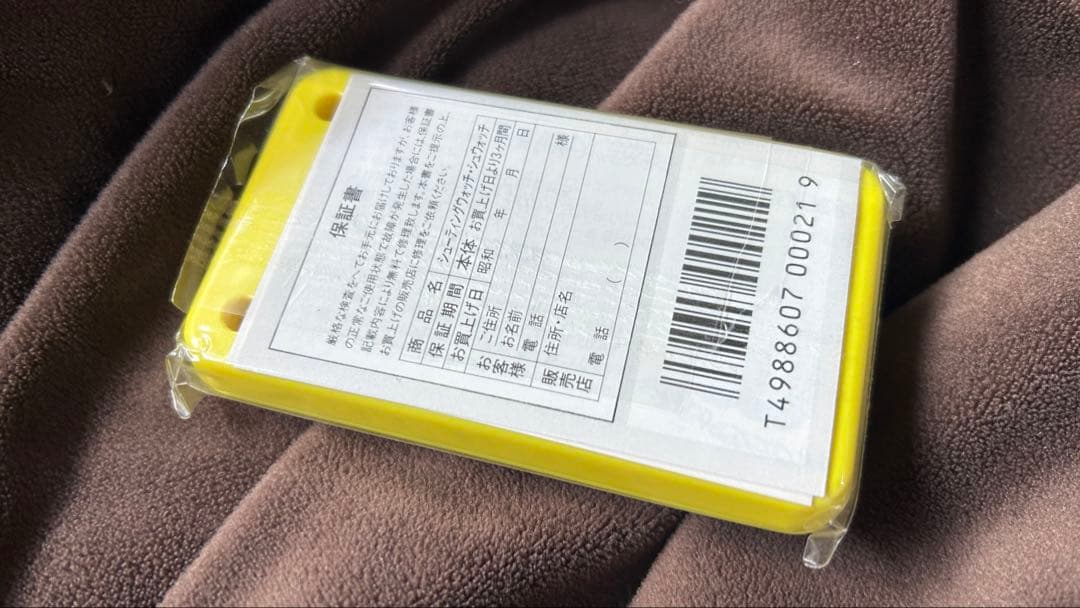 保証書
厳格な検査をへてお手元にお届けしておりますが、お客様
の正常なご使用状態で故障が発生した場合には、保証書
記載内容により無料で修理致します。本書をご提示の上、
お買上げの販売店に修理をご依頼ください。
商品名 シューティングウォッチ・シュウォッチ
保証期間 本体 お買上げ日より3ヶ月間
お買上げ日 昭和 年 月 日
お客様 ご住所
お名前 様
電話
販売店 住所・店名
電話 ( )
T4988607 000219